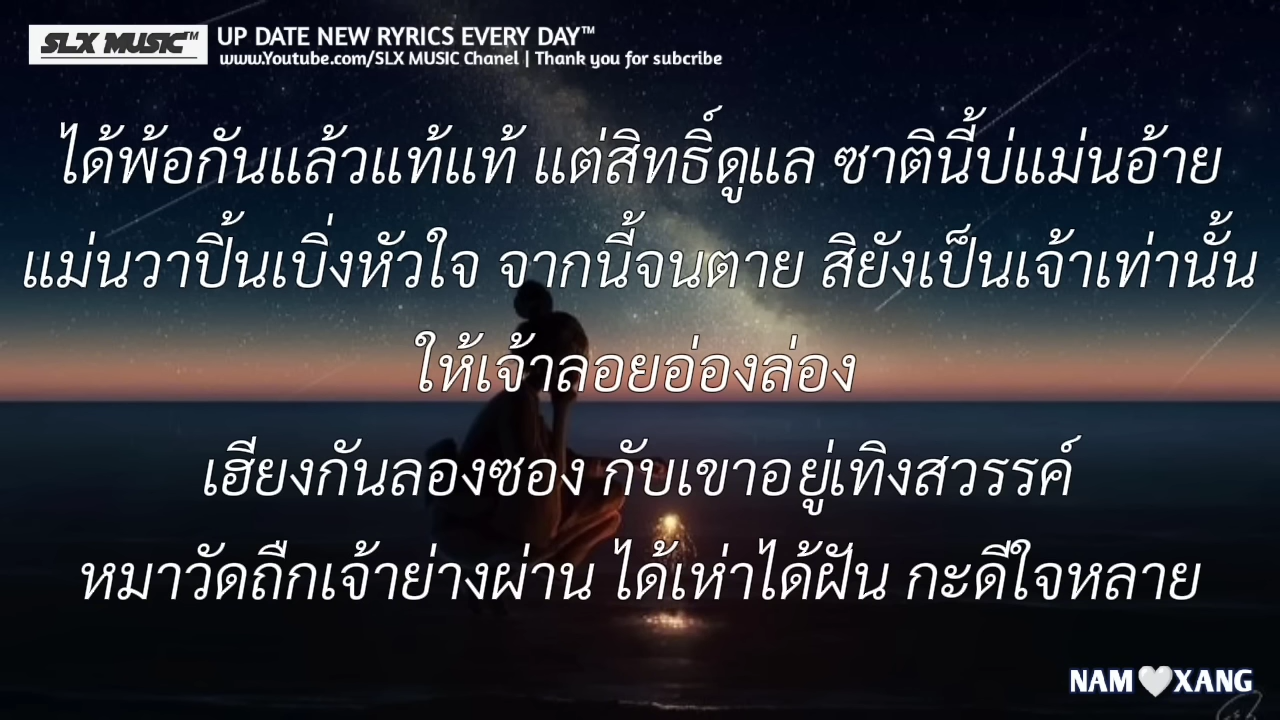 SLX MUSIC™
UP DATE NEW RYRICS EVERY DAY™
www.Youtube.com/SLX MUSIC Chanel | Thank you for subcribe
ได้พ้อกันแล้วแท้แท้ แต่สิทธิ์ดูแล ซาตินี้บ่แม่นอ้าย
แม่นวาปิ้นเบิ่งหัวใจ จากนี้จนตาย สิยังเป็นเจ้าเท่านั้น
ให้เจ้าลอยอ่องล่อง
เฮียงกันลองซอง กับเขาอยู่เทิงสวรรค์
หมาวัดถืกเจ้าย่างผ่าน ได้เห่าได้ฝัน กะดีใจหลาย
NAM🤍XANG